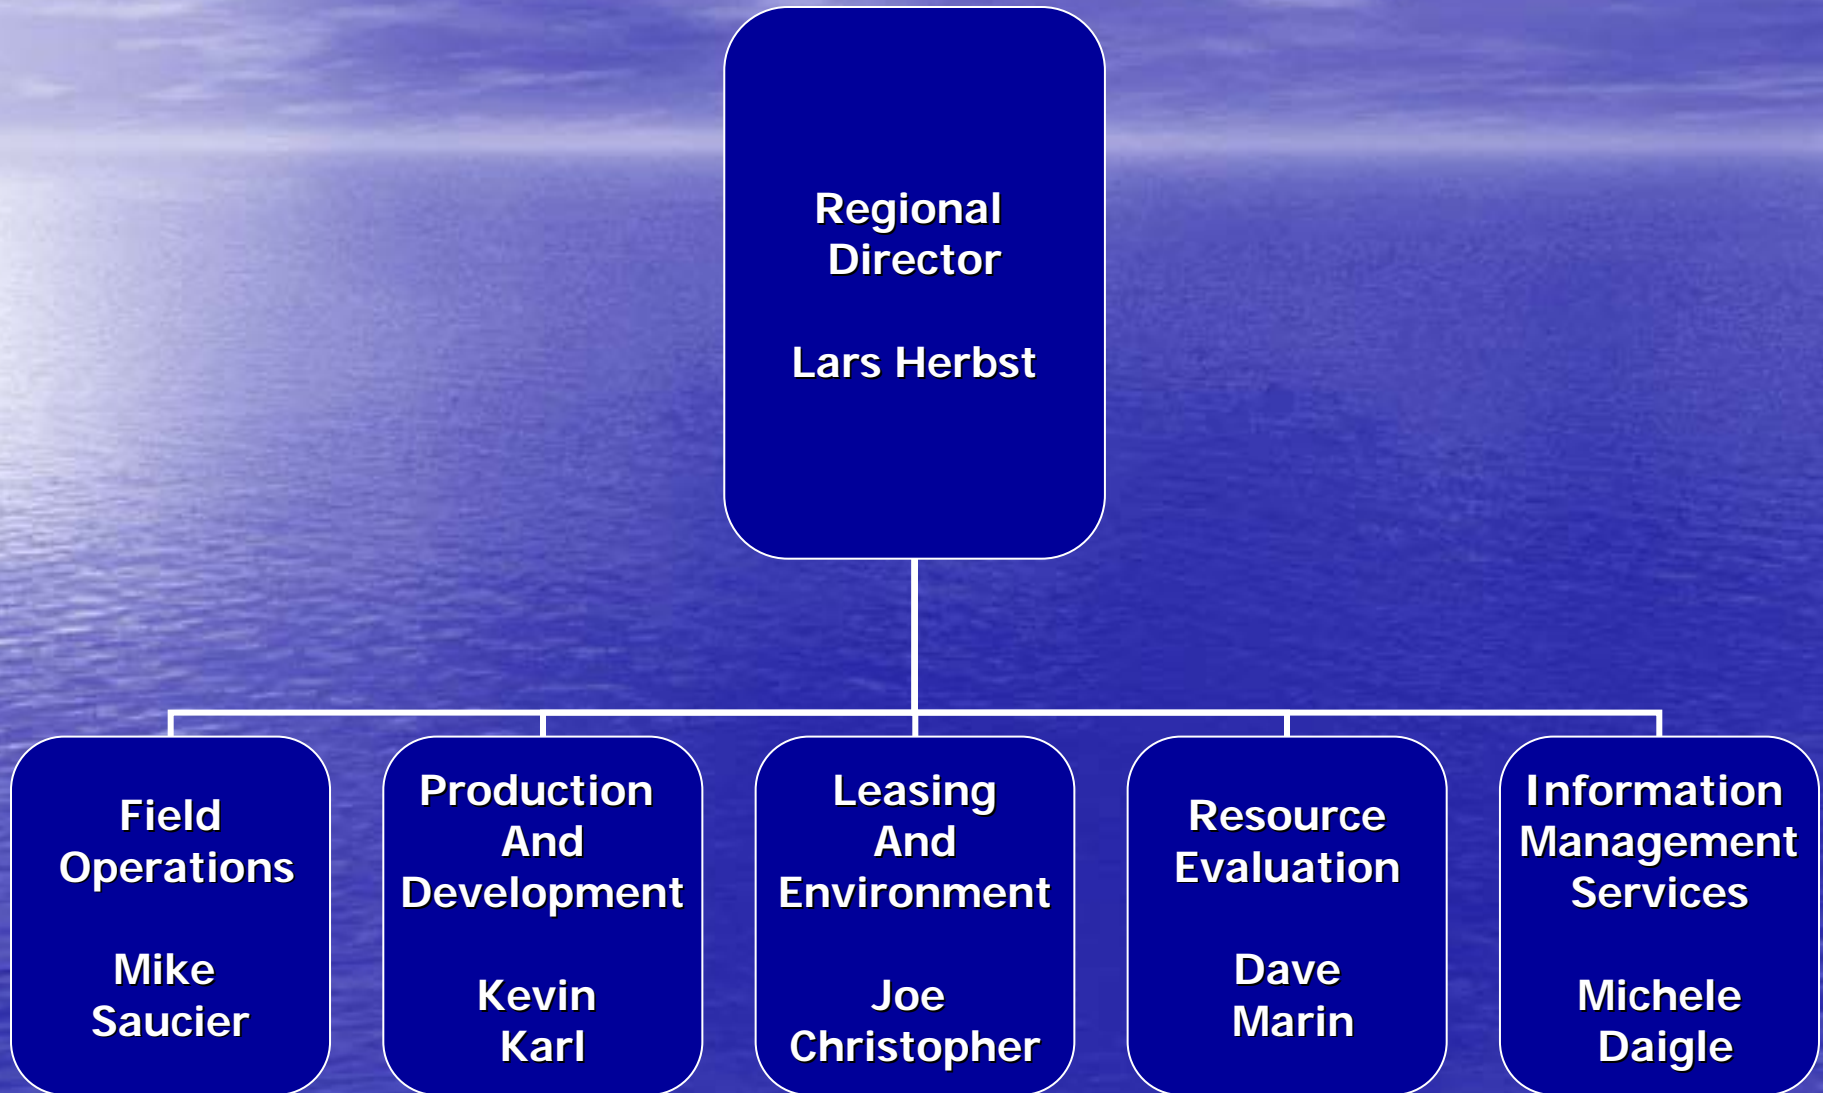 Regional
Director
Lars Herbst
Field
Operations
Mike
Saucier
Production
And
Development
Kevin
Karl
Leasing
And
Environment
Joe
Christopher
Resource
Evaluation
Dave
Marin
Information
Management
Services
Michele
Daigle